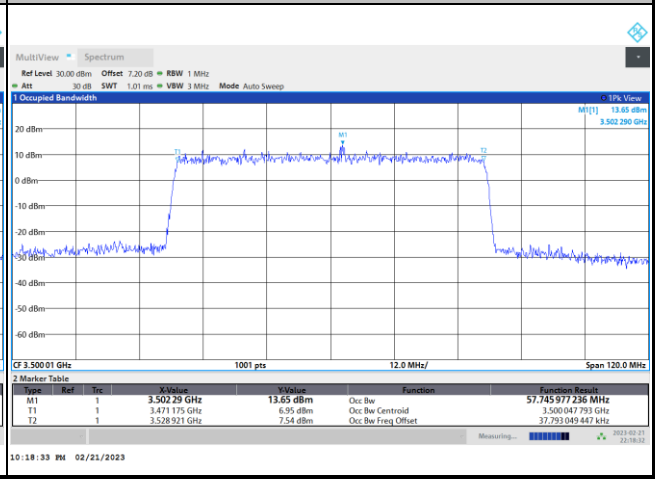 MultiView Spectrum
Ref Level 30.00 dBm Offset 7.20 dB RBW 1 MHz
Att 30 dB SWT 1.01 ms VBW 3 MHz Mode Auto Sweep
1 Occupied Bandwidth 1Pk View
M1[1] 13.65 dBm
3.502 290 GHz
M1
20 dBm
T1 T2
10 dBm
0 dBm
-10 dBm
-20 dBm
-30 dBm
-40 dBm
-50 dBm
-60 dBm
CF 3.500 01 GHz 1001 pts 12.0 MHz/ Span 120.0 MHz
2 Marker Table
Type Ref Trc X-Value Y-Value Function Function Result
M1 1 3.502 29 GHz 13.65 dBm Occ Bw 57.745 977 236 MHz
T1 1 3.471 175 GHz 6.95 dBm Occ Bw Centroid 3.500 047 793 GHz
T2 1 3.528 921 GHz 7.54 dBm Occ Bw Freq Offset 37.793 049 447 kHz
Measuring... 2023-02-21
22:18:32
10:18:33 PM 02/21/2023